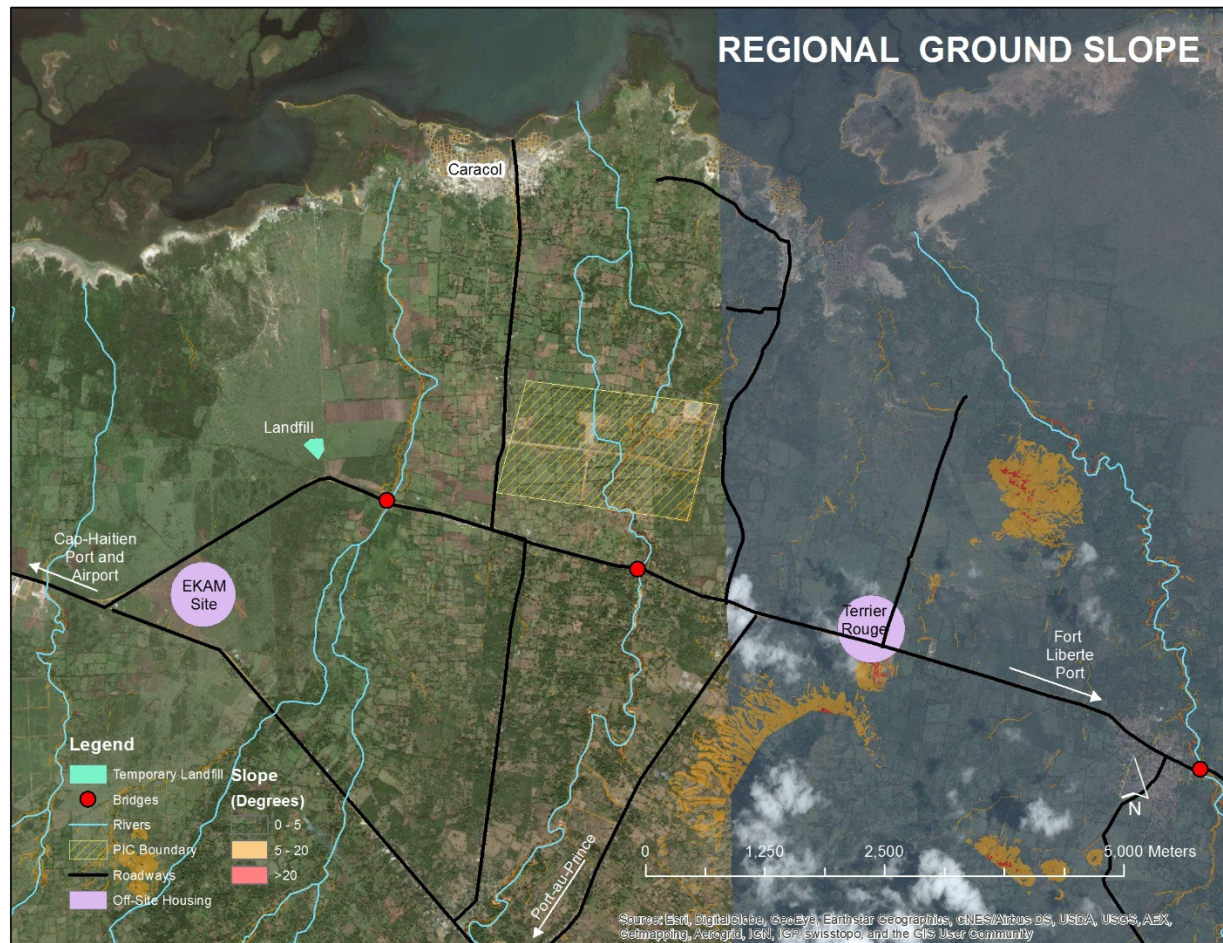 REGIONAL GROUND SLOPE
Caracol
Landfill
Cap-Haitien
Port and
Airport
EKAM
Site
Terrier
Rouge
Fort
Liberte
Port
Legend
Temporary Landfill
Bridges
Rivers
PIC Boundary
Roadways
Off-Site Housing
Slope
(Degrees)
0 - 5
5 - 20
>20
Port-au-Prince
N
0 1,250 2,500 5,000 Meters
Source: Esri, DigitalGlobe, GeoEye, Earthstar Geographics, CNES/Airbus DS, USDA, USGS, AEX,
Getmapping, Aerogrid, IGN, IGP, swisstopo, and the GIS User Community